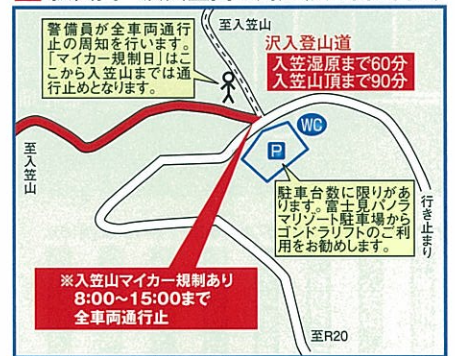 至入笠山
警備員が全車両通行
止の周知を行います。
「マイカー規制日」はこ
こから入笠山までは通
行止めとなります。
沢入登山道
入笠湿原まで60分
入笠山頂まで90分
WC
P
至入笠山
駐車台数に限りがあ
ります。富士見パノラ
マリゾート駐車場から
ゴンドラリフトのご利
用をお勧めします。
行き止まり
※入笠山マイカー規制あり
8:00～15:00まで
全車両通行止
至R20